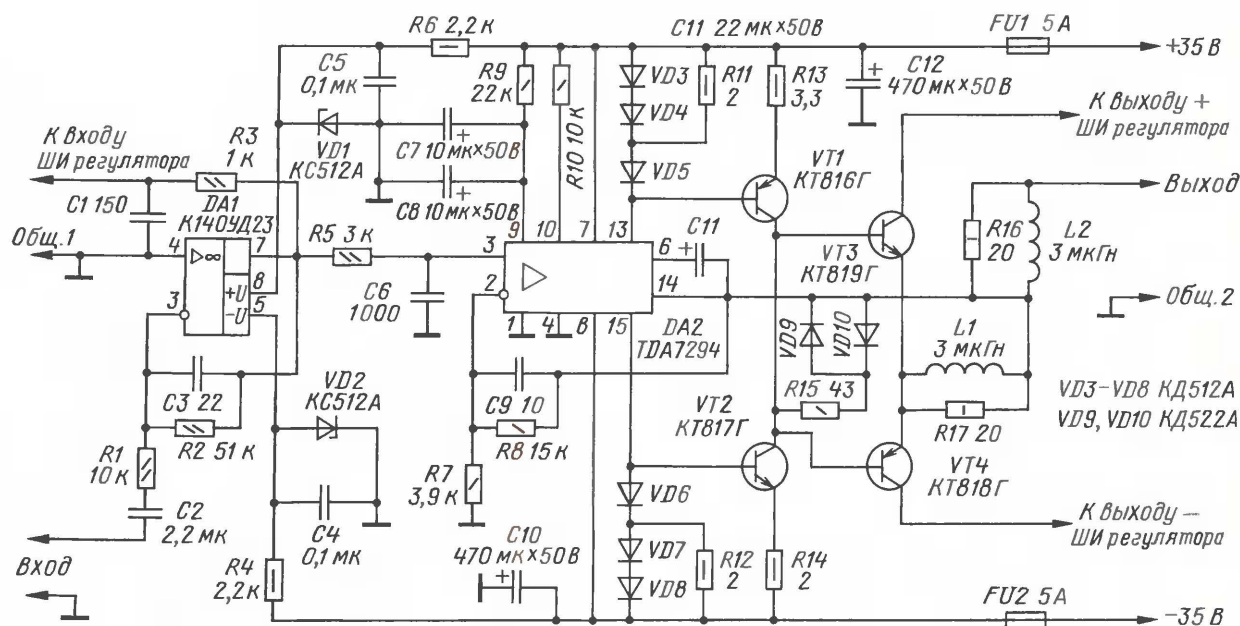 R6 2,2 к
C11 22 мк×50В
FU1 5А
+35 В
C5
0,1 мк
R9
22 к
R10 10 к
VD3
VD4
VD5
R11
2
R13
3,3
C12
470 мк×50В
К выходу +
ШИ регулятора
К входу
ШИ регулятора
R3
1 к
VD1
КС512А
C7 10 мк×50В
C8 10 мк×50В
VT1
КТ816Г
Выход
C1 150
DA1
К140УД23
Общ.1
4
▷∞
7
8
+U
5
-U
3
R5 3 к
C6
1000
9
10
7
13
3
2
▷
6
14
1
4
8
15
C11
DA2
TDA7294
VT3
КТ819Г
R16
20
L2
3 мкГн
Общ.2
VD9
VD10
L1
3 мкГн
C3 22
R2 51 к
VD2
КС512А
C9 10
R8 15 к
R15 43
R17 20
VD3–VD8 КД512А
VD9, VD10 КД522А
VT2
КТ817Г
VT4
КТ818Г
R1
10 к
R7
3,9 к
C2
2,2 мк
C4
0,1 мк
C10
470 мк×50В
VD6
VD7
VD8
R12
2
R14
2
К выходу –
ШИ регулятора
Вход
R4
2,2к
FU2 5А
–35 В